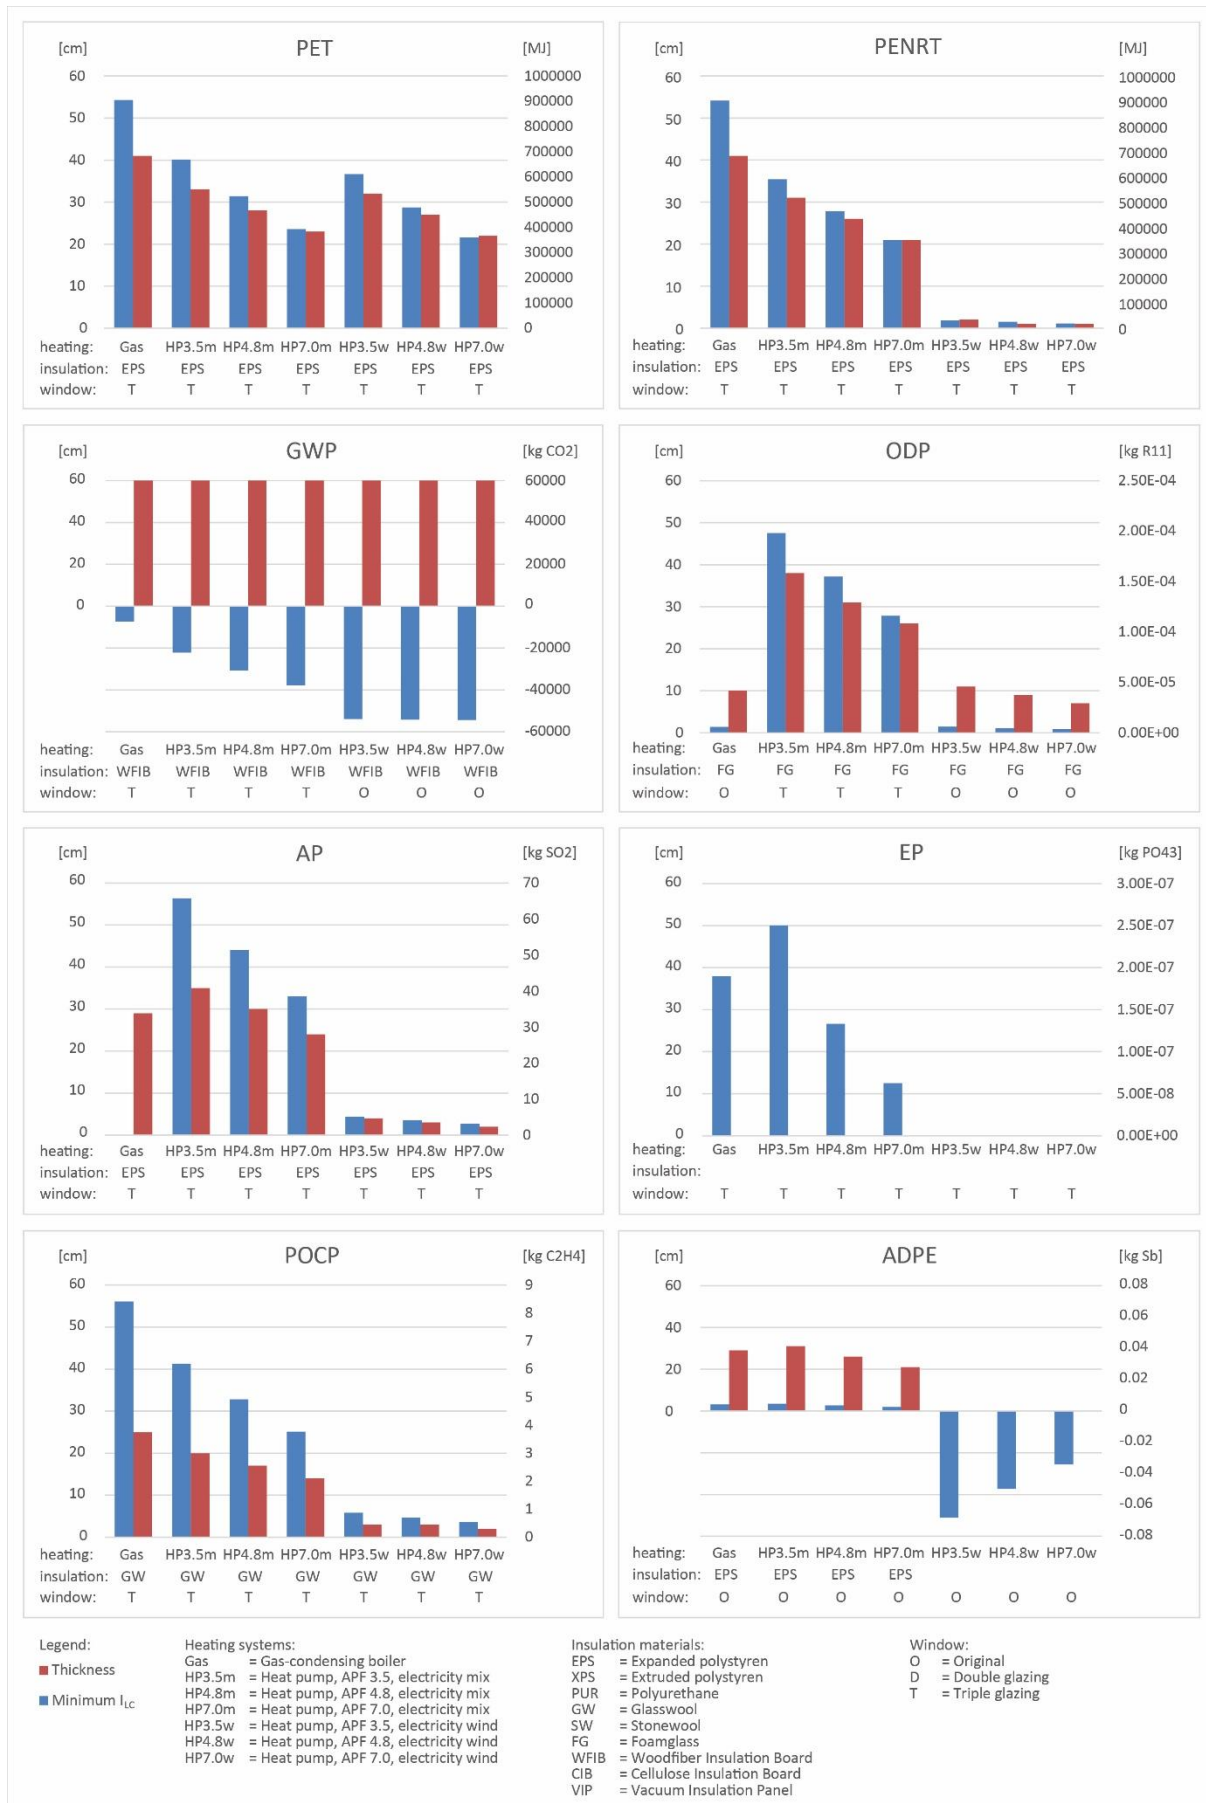 [cm] PET [MJ]
60 1000000
900000
50
800000
40 700000
600000
30 500000
400000
20
300000
10 200000
100000
0 0
heating: Gas HP3.5m HP4.8m HP7.0m HP3.5w HP4.8w HP7.0w
insulation: EPS EPS EPS EPS EPS EPS EPS
window: T T T T T T T
[cm] PENRT [MJ]
60 1000000
900000
50
800000
40 700000
600000
30 500000
400000
20
300000
10 200000
100000
0 0
heating: Gas HP3.5m HP4.8m HP7.0m HP3.5w HP4.8w HP7.0w
insulation: EPS EPS EPS EPS EPS EPS EPS
window: T T T T T T T
[cm] GWP [kg CO2]
60 60000
40 40000
20 20000
0 0
-20000
-40000
-60000
heating: Gas HP3.5m HP4.8m HP7.0m HP3.5w HP4.8w HP7.0w
insulation: WFIB WFIB WFIB WFIB WFIB WFIB WFIB
window: T T T T O O O
[cm] ODP [kg R11]
60 2.50E-04
50 2.00E-04
40
1.50E-04
30
1.00E-04
20
10 5.00E-05
0 0.00E+00
heating: Gas HP3.5m HP4.8m HP7.0m HP3.5w HP4.8w HP7.0w
insulation: FG FG FG FG FG FG FG
window: O T T T O O O
[cm] AP [kg SO2]
60 70
50 60
50
40
40
30
30
20
20
10 10
0 0
heating: Gas HP3.5m HP4.8m HP7.0m HP3.5w HP4.8w HP7.0w
insulation: EPS EPS EPS EPS EPS EPS EPS
window: T T T T T T T
[cm] EP [kg PO43]
60 3.00E-07
50 2.50E-07
40 2.00E-07
30 1.50E-07
20 1.00E-07
10 5.00E-08
0 0.00E+00
heating: Gas HP3.5m HP4.8m HP7.0m HP3.5w HP4.8w HP7.0w
insulation:
window: T T T T T T T
[cm] POCP [kg C2H4]
60 9
8
50
7
40 6
5
30
4
20 3
2
10
1
0 0
heating: Gas HP3.5m HP4.8m HP7.0m HP3.5w HP4.8w HP7.0w
insulation: GW GW GW GW GW GW GW
window: T T T T T T T
[cm] ADPE [kg Sb]
60 0.08
0.06
40 0.04
20 0.02
0 0
-0.02
-0.04
-0.06
-0.08
heating: Gas HP3.5m HP4.8m HP7.0m HP3.5w HP4.8w HP7.0w
insulation: EPS EPS EPS EPS
window: O O O O O O O
Legend:
Thickness
Minimum ILC
Heating systems:
Gas = Gas-condensing boiler
HP3.5m = Heat pump, APF 3.5, electricity mix
HP4.8m = Heat pump, APF 4.8, electricity mix
HP7.0m = Heat pump, APF 7.0, electricity mix
HP3.5w = Heat pump, APF 3.5, electricity wind
HP4.8w = Heat pump, APF 4.8, electricity wind
HP7.0w = Heat pump, APF 7.0, electricity wind
Insulation materials:
EPS = Expanded polystyren
XPS = Extruded polystyren
PUR = Polyurethane
GW = Glasswool
SW = Stonewool
FG = Foamglass
WFIB = Woodfiber Insulation Board
CIB = Cellulose Insulation Board
VIP = Vacuum Insulation Panel
Window:
O = Original
D = Double glazing
T = Triple glazing